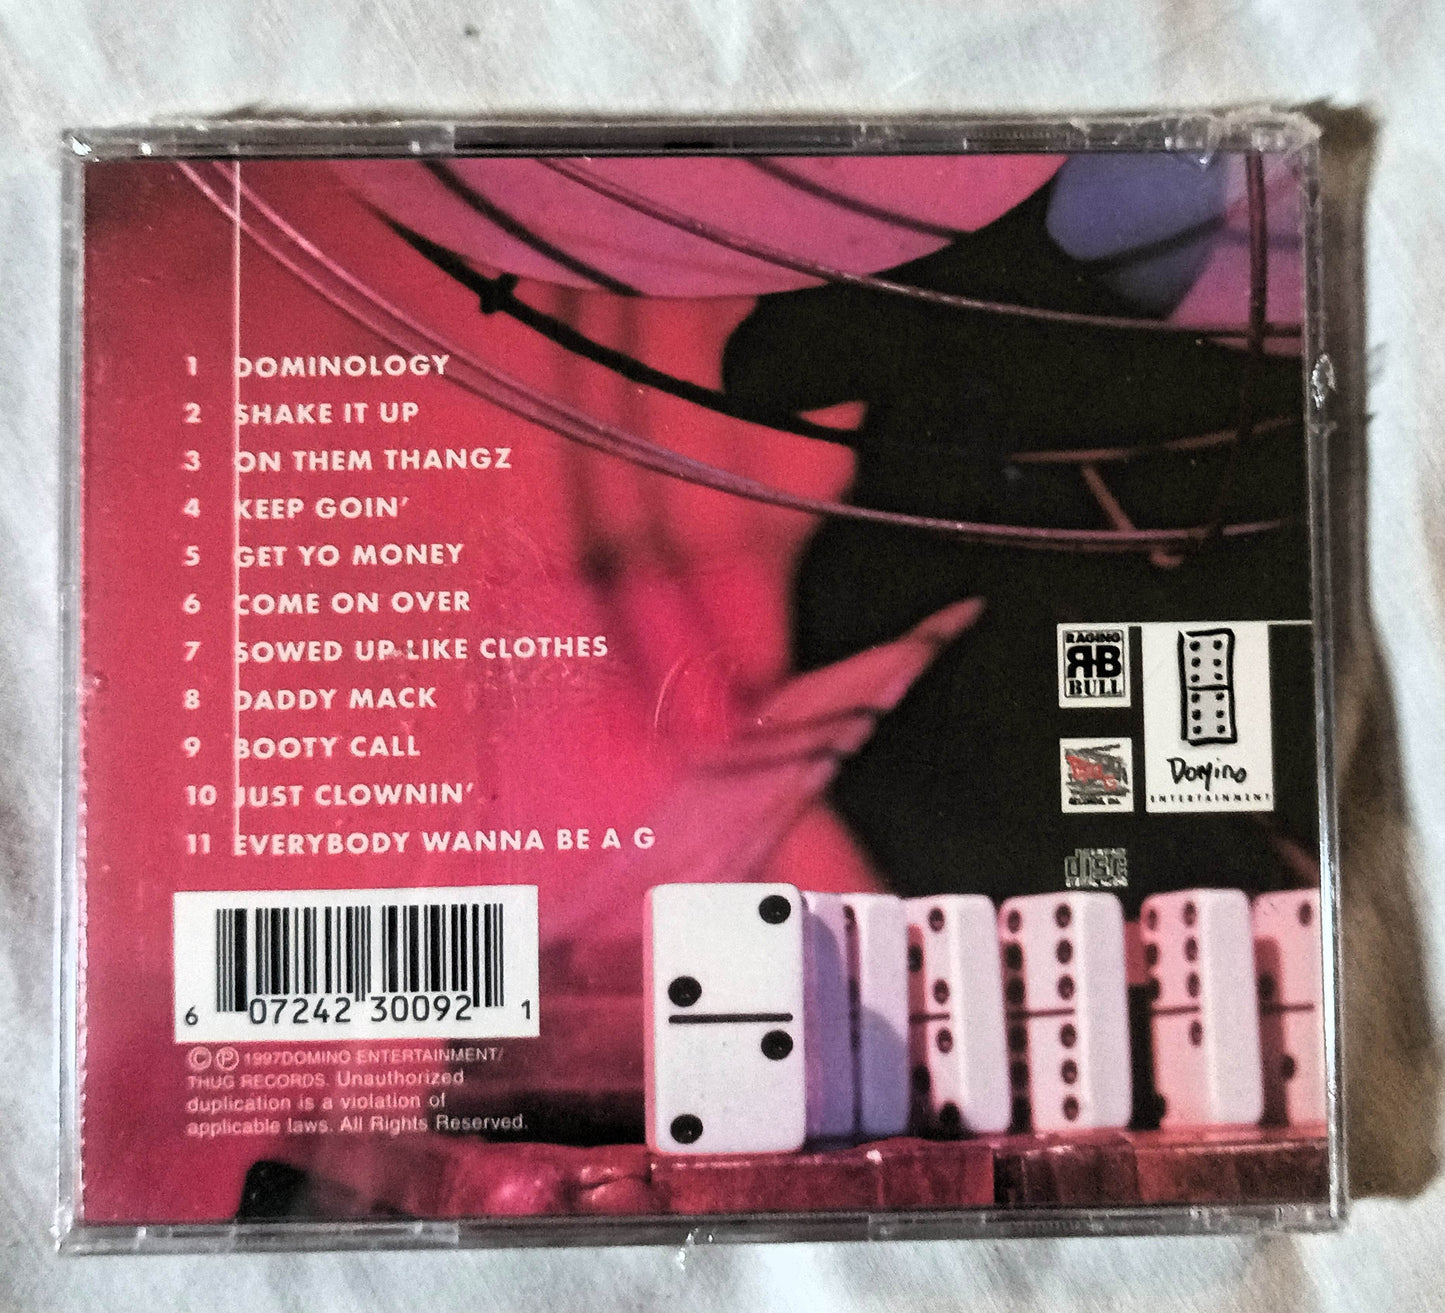 1 DOMINOLOGY
2 SHAKE IT UP
3 ON THEM THANGZ
4 KEEP GOIN'
5 GET YO MONEY
6 COME ON OVER
7 SOWED UP LIKE CLOTHES
8 DADDY MACK
9 BOOTY CALL
10 JUST CLOWNIN'
11 EVERYBODY WANNA BE A G
RAGING
RB
BULL
Domino
ENTERTAINMENT
RECORDS, Inc.
disc
6 07242 30092 1
© ℗ 1997DOMINO ENTERTAINMENT/
THUG RECORDS. Unauthorized
duplication is a violation of
applicable laws. All Rights Reserved.